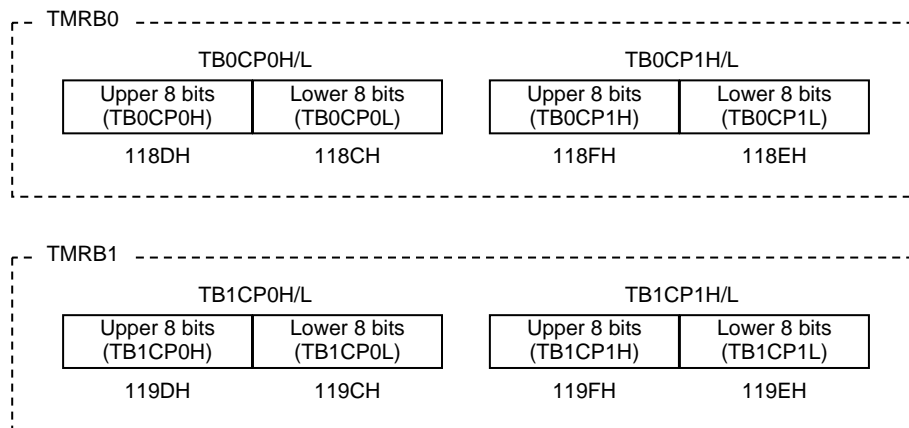 TMRB0
TB0CP0H/L TB0CP1H/L
Upper 8 bits Lower 8 bits Upper 8 bits Lower 8 bits
(TB0CP0H) (TB0CP0L) (TB0CP1H) (TB0CP1L)
118DH 118CH 118FH 118EH
TMRB1
TB1CP0H/L TB1CP1H/L
Upper 8 bits Lower 8 bits Upper 8 bits Lower 8 bits
(TB1CP0H) (TB1CP0L) (TB1CP1H) (TB1CP1L)
119DH 119CH 119FH 119EH